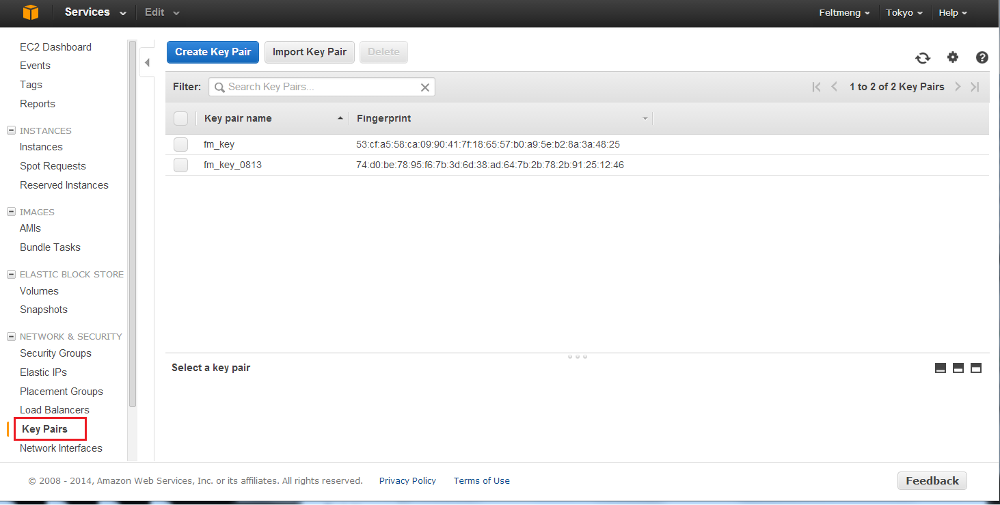 Services Edit Feltmeng Tokyo Help
EC2 Dashboard
Events
Tags
Reports
INSTANCES
Instances
Spot Requests
Reserved Instances
IMAGES
AMIs
Bundle Tasks
ELASTIC BLOCK STORE
Volumes
Snapshots
NETWORK & SECURITY
Security Groups
Elastic IPs
Placement Groups
Load Balancers
Key Pairs
Network Interfaces
Create Key Pair Import Key Pair Delete
Filter: Search Key Pairs... 1 to 2 of 2 Key Pairs
Key pair name Fingerprint
fm_key 53:cf:a5:58:ca:09:90:41:7f:18:65:57:b0:a9:5e:b2:8a:3a:48:25
fm_key_0813 74:d0:be:78:95:f6:7b:3d:6d:38:ad:64:7b:2b:78:2b:91:25:12:46
Select a key pair
© 2008 - 2014, Amazon Web Services, Inc. or its affiliates. All rights reserved. Privacy Policy Terms of Use Feedback